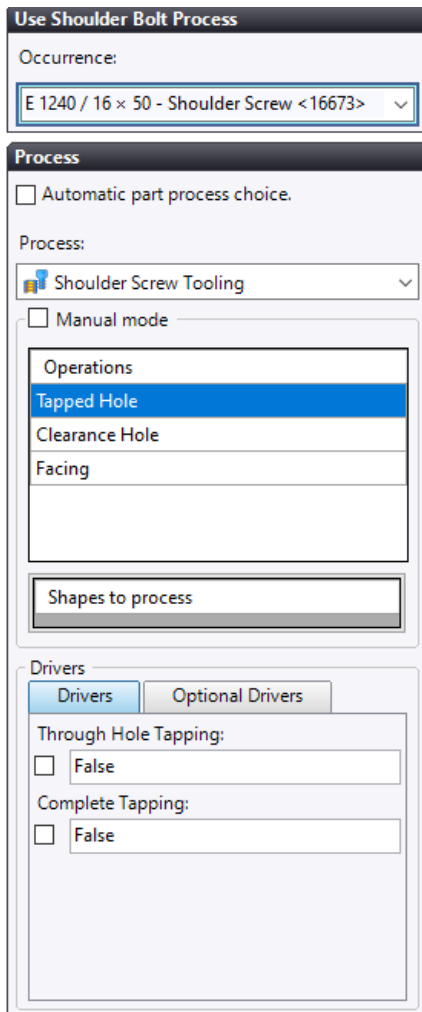 Use Shoulder Bolt Process
Occurrence:
E 1240 / 16 × 50 - Shoulder Screw <16673>
Process
Automatic part process choice.
Process:
Shoulder Screw Tooling
Manual mode
Operations
Tapped Hole
Clearance Hole
Facing
Shapes to process
Drivers
Drivers Optional Drivers
Through Hole Tapping:
False
Complete Tapping:
False